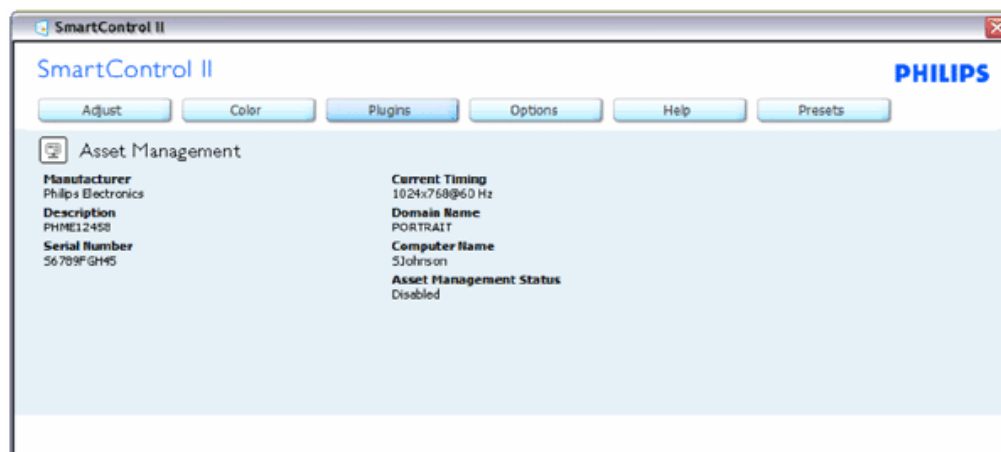 SmartControl II
SmartControl II
PHILIPS
Adjust Color Plugins Options Help Presets
Asset Management
Manufacturer
Philips Electronics
Description
PHME12458
Serial Number
56789FGH45
Current Timing
1024x768@60 Hz
Domain Name
PORTRAIT
Computer Name
SJohnson
Asset Management Status
Disabled